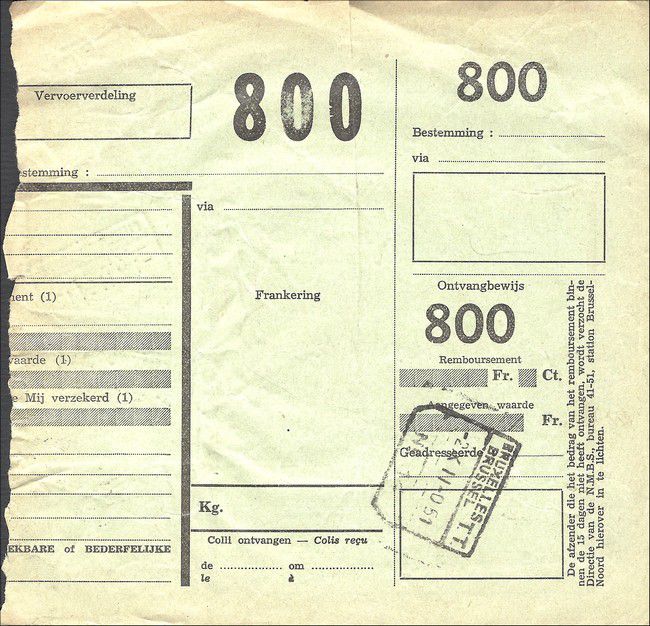 Vervoerverdeling
800
stemming :
via
ment (1)
aarde (1)
e Mij verzekerd (1)
EKBARE of BEDERFELIJKE
Frankering
Kg.
Colli ontvangen — Colis reçu
de om
le à
800
Bestemming :
via
Ontvangbewijs
800
Remboursement
Fr. Ct.
Aangegeven waarde
Fr.
Geadresseerde
BRUXELLES T.T.
BRUSSEL
De afzender die het bedrag van het remboursement bin-
nen de 15 dagen niet heeft ontvangen, wordt verzocht de
Directie van de N.M.B.S., bureau 41-51, station Brussel-
Noord hierover in te lichten.